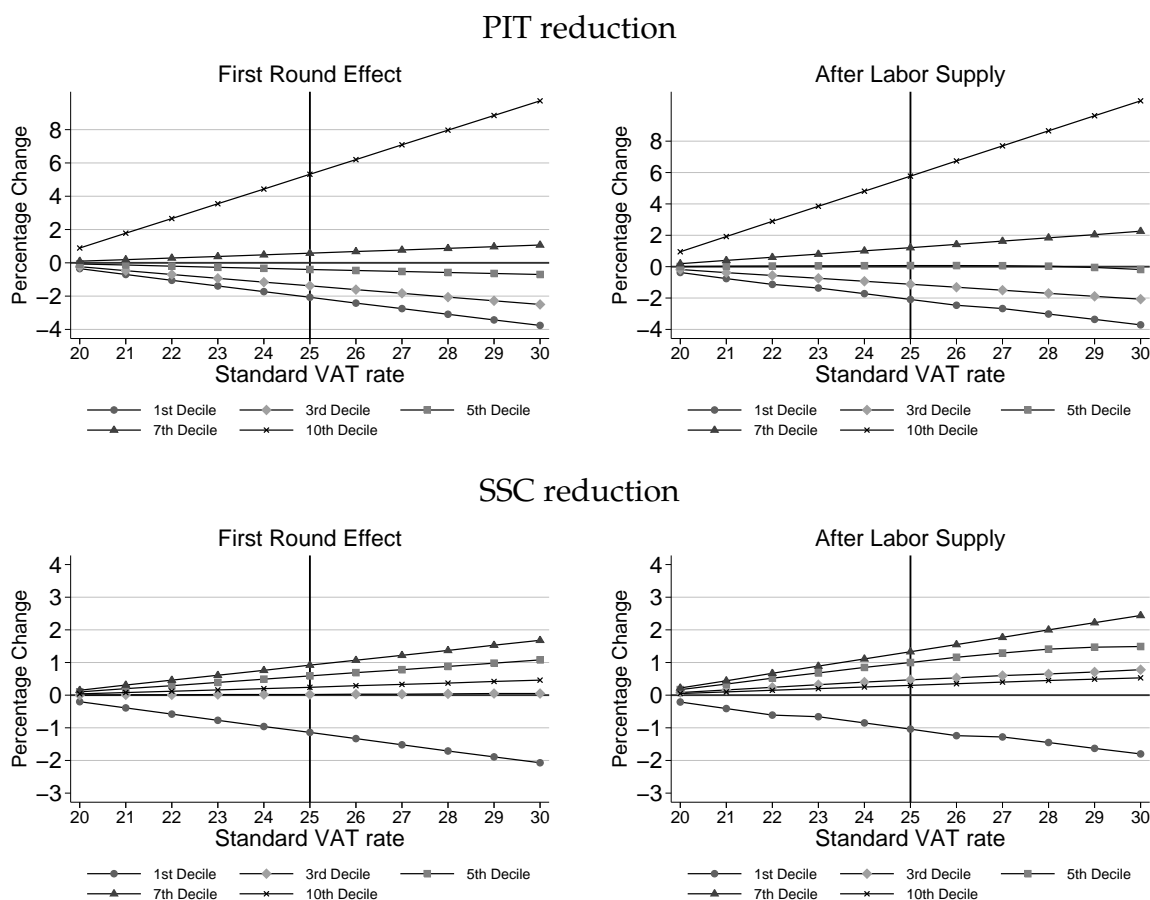 PIT reduction
First Round Effect
Percentage Change
8
6
4
2
0
−2
−4
20 21 22 23 24 25 26 27 28 29 30
Standard VAT rate
1st Decile 3rd Decile 5th Decile
7th Decile 10th Decile
After Labor Supply
Percentage Change
8
6
4
2
0
−2
−4
20 21 22 23 24 25 26 27 28 29 30
Standard VAT rate
1st Decile 3rd Decile 5th Decile
7th Decile 10th Decile
SSC reduction
First Round Effect
Percentage Change
4
3
2
1
0
−1
−2
−3
20 21 22 23 24 25 26 27 28 29 30
Standard VAT rate
1st Decile 3rd Decile 5th Decile
7th Decile 10th Decile
After Labor Supply
Percentage Change
4
3
2
1
0
−1
−2
−3
20 21 22 23 24 25 26 27 28 29 30
Standard VAT rate
1st Decile 3rd Decile 5th Decile
7th Decile 10th Decile